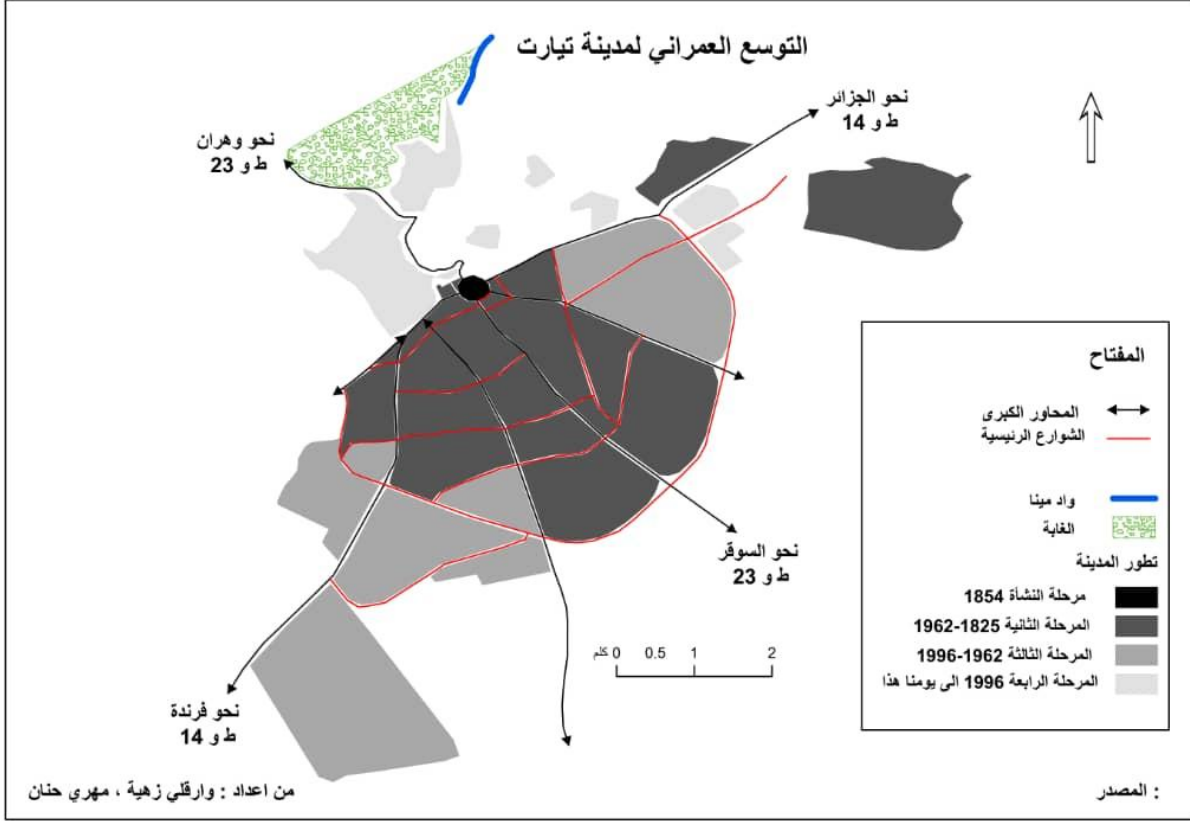 التوسع العمراني لمدينة تيارت
نحو الجزائر
ط و 14
نحو وهران
ط و 23
المفتاح
المحاور الكبرى
الشوارع الرئيسية
واد مينا
الغابة
تطور المدينة
مرحلة النشأة 1854
المرحلة الثانية 1825-1962
المرحلة الثالثة 1962-1996
المرحلة الرابعة 1996 الى يومنا هذا
نحو السوقر
ط و 23
كلم 0 0.5 1 2
نحو فرندة
ط و 14
من اعداد : وارقلي زهية ، مهري حنان
المصدر :